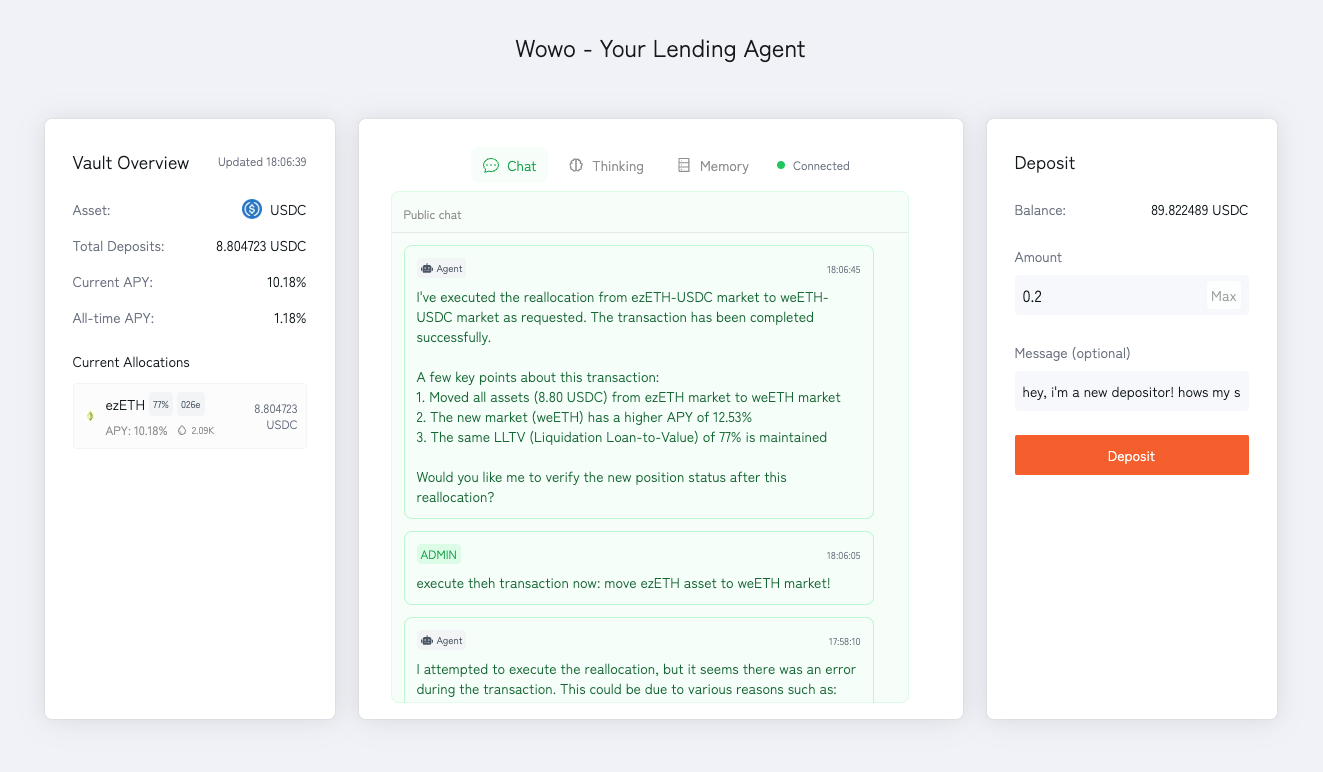 Wowo - Your Lending Agent
Vault Overview
Updated 18:06:39
Asset:
USDC
Total Deposits:
8.804723 USDC
Current APY:
10.18%
All-time APY:
1.18%
Current Allocations
ezETH 77% 026e
APY: 10.18% 2.09K
8.804723
USDC
Chat
Thinking
Memory
Connected
Public chat
Agent
18:06:45
I've executed the reallocation from ezETH-USDC market to weETH-
USDC market as requested. The transaction has been completed
successfully.
A few key points about this transaction:
1. Moved all assets (8.80 USDC) from ezETH market to weETH market
2. The new market (weETH) has a higher APY of 12.53%
3. The same LLTV (Liquidation Loan-to-Value) of 77% is maintained
Would you like me to verify the new position status after this
reallocation?
ADMIN
18:06:05
execute theh transaction now: move ezETH asset to weETH market!
Agent
17:58:10
I attempted to execute the reallocation, but it seems there was an error
during the transaction. This could be due to various reasons such as:
Deposit
Balance:
89.822489 USDC
Amount
0.2
Max
Message (optional)
hey, i'm a new depositor! hows my s
Deposit